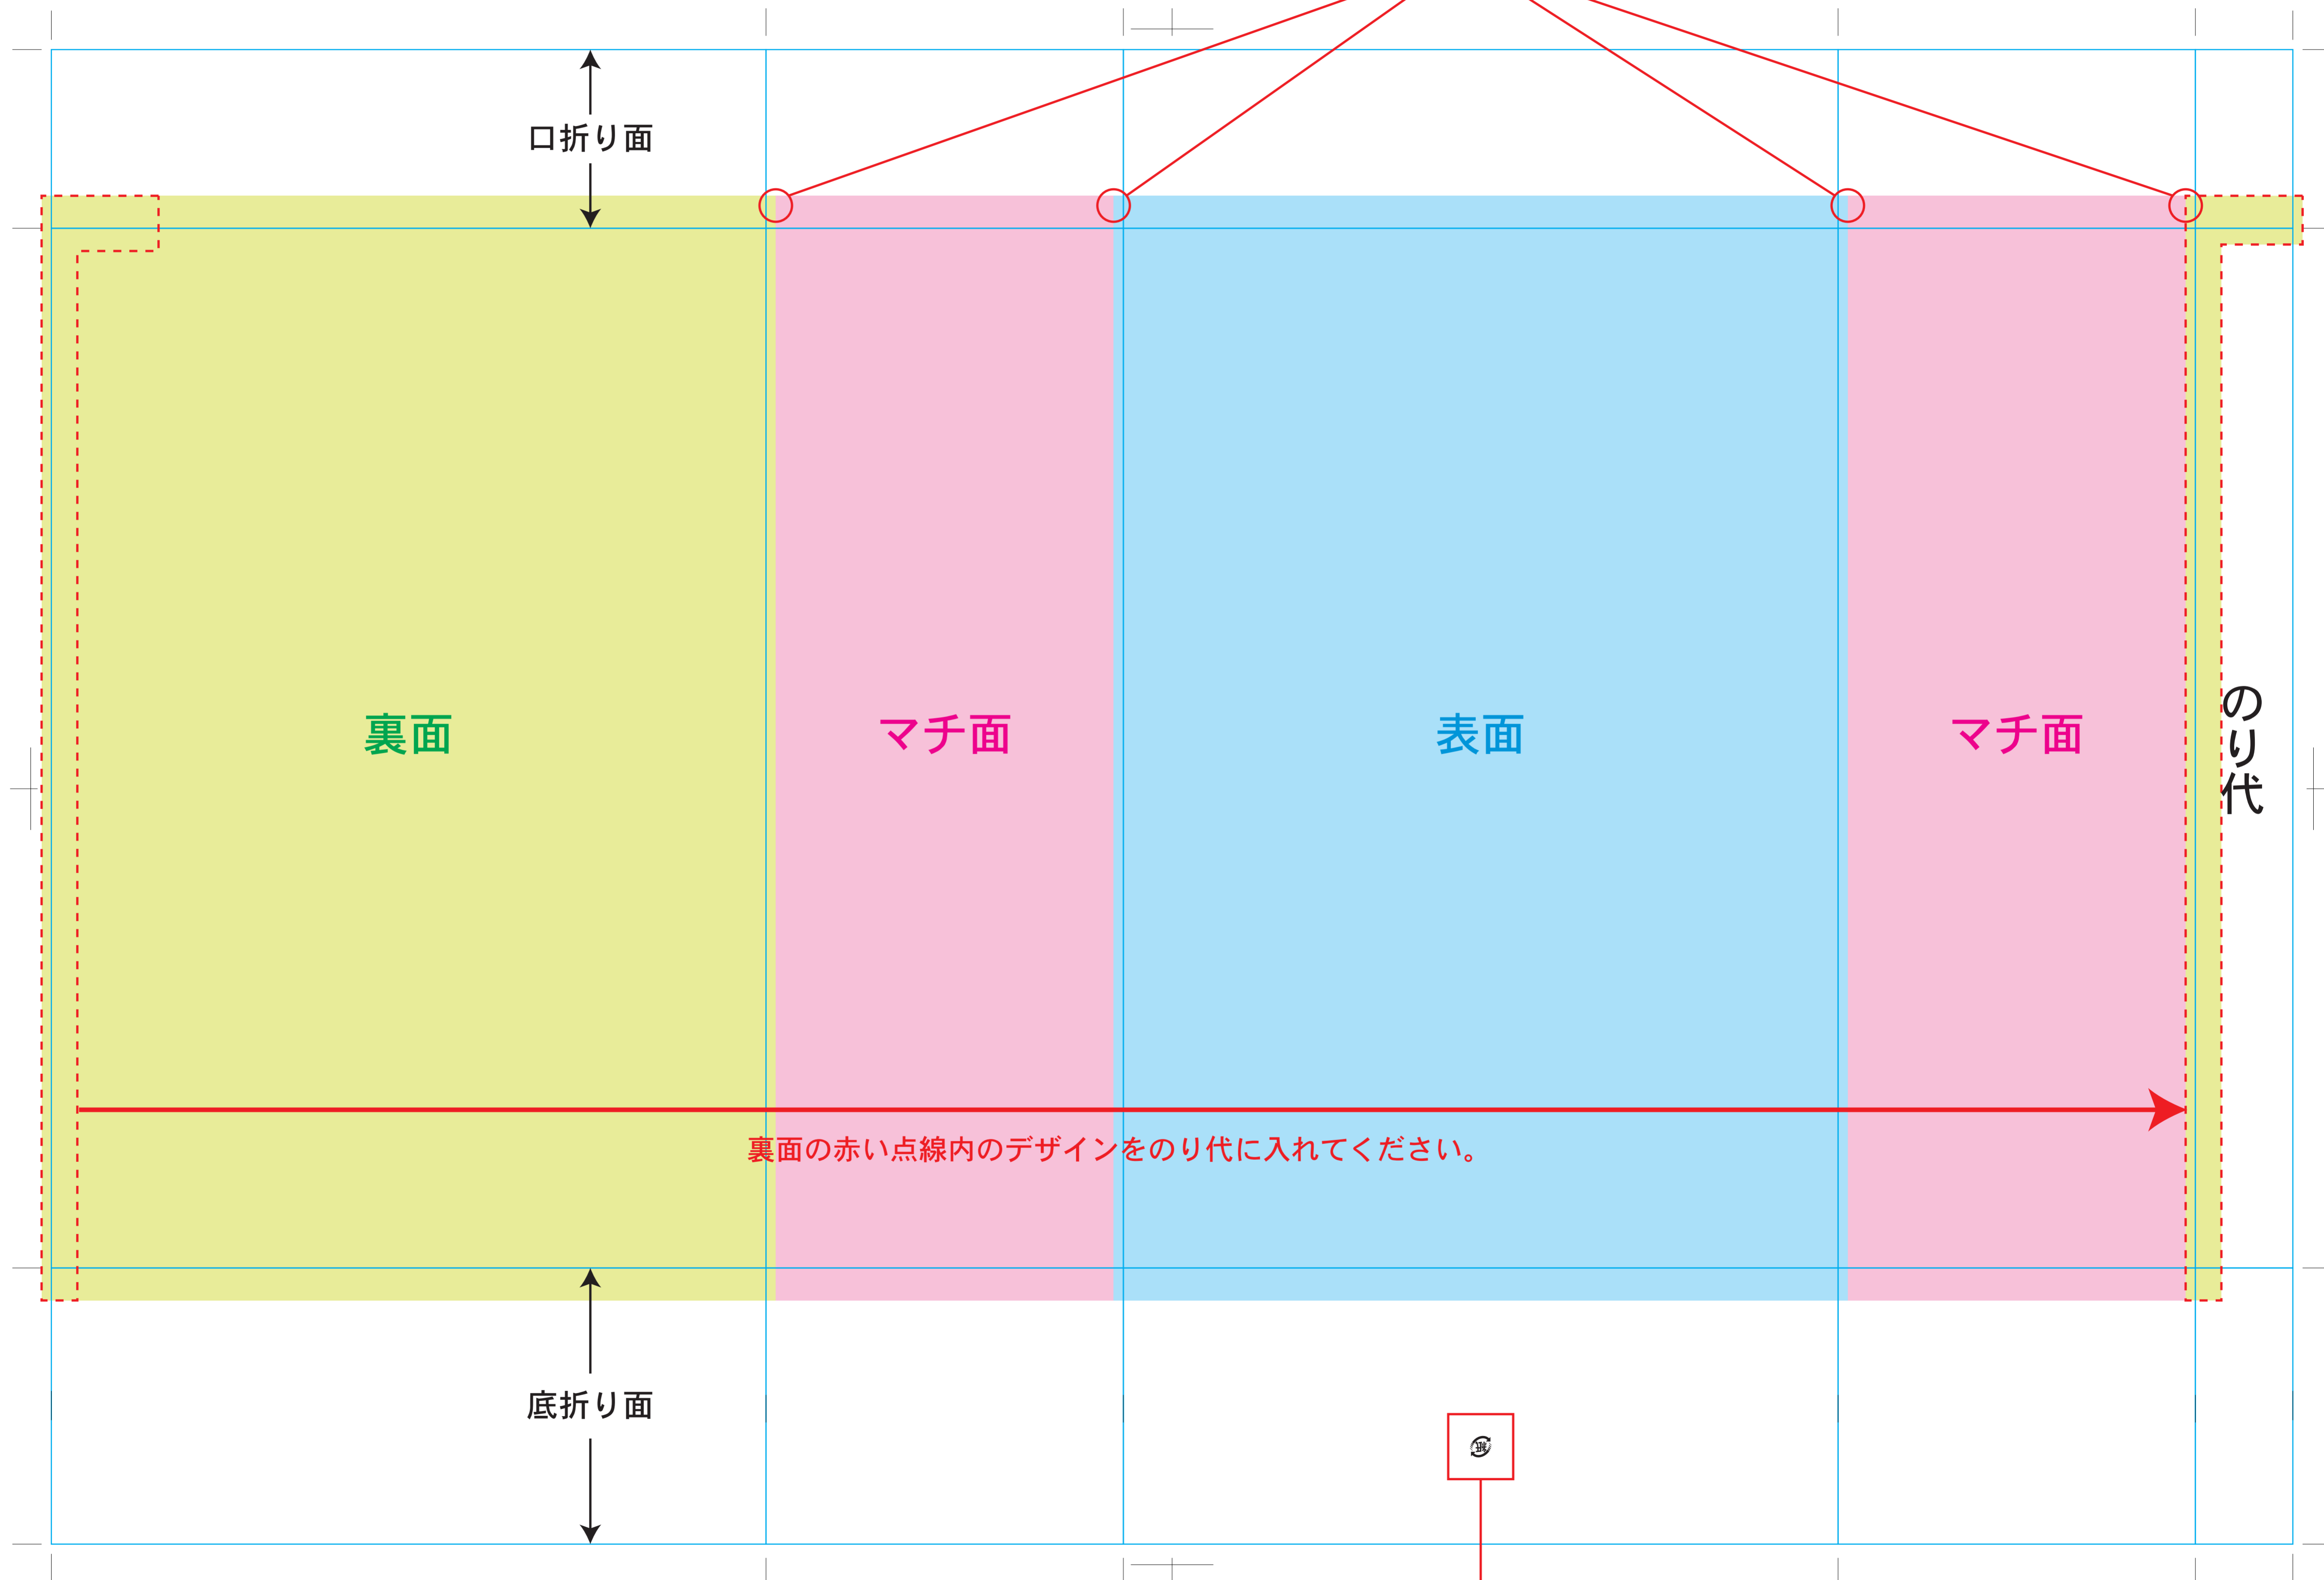 口折り面
裏面
マチ面
表面
マチ面
のり代
裏面の赤い点線内のデザインをのり代に入れてください。
底折り面
紙